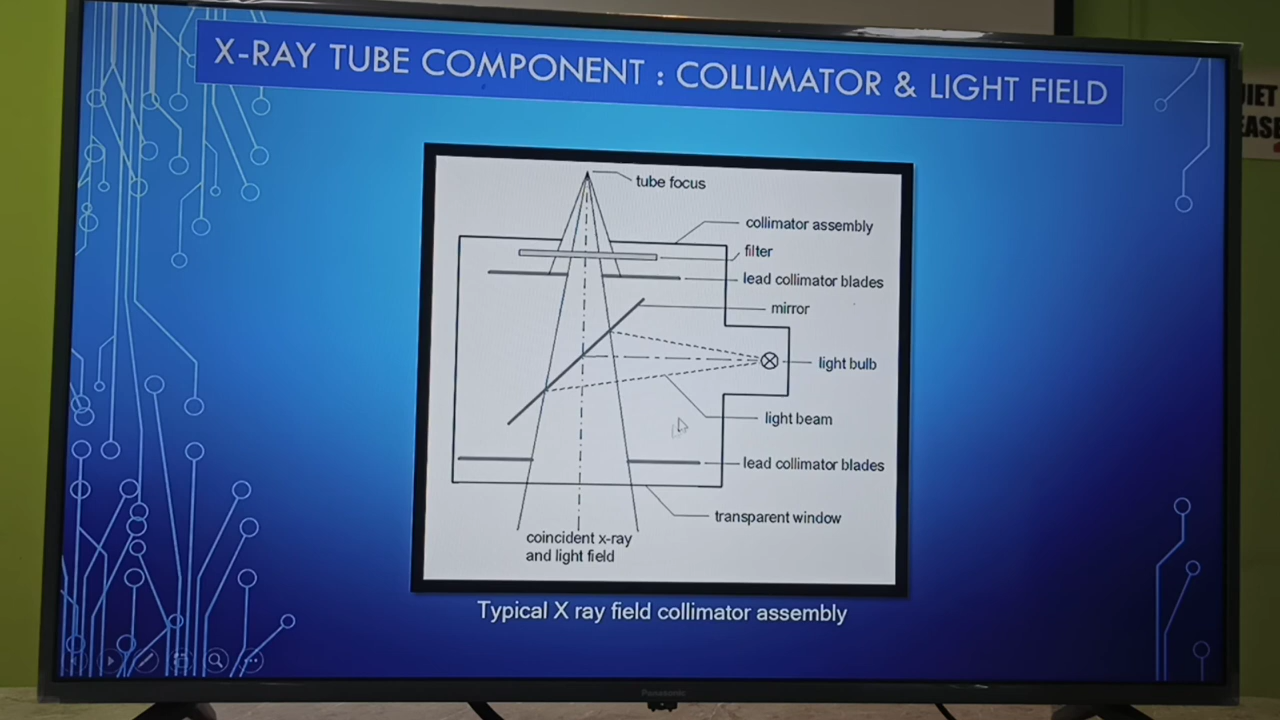 X-RAY TUBE COMPONENT : COLLIMATOR & LIGHT FIELD
tube focus
collimator assembly
filter
lead collimator blades
mirror
light bulb
light beam
lead collimator blades
transparent window
coincident x-ray
and light field
Typical X ray field collimator assembly
Panasonic